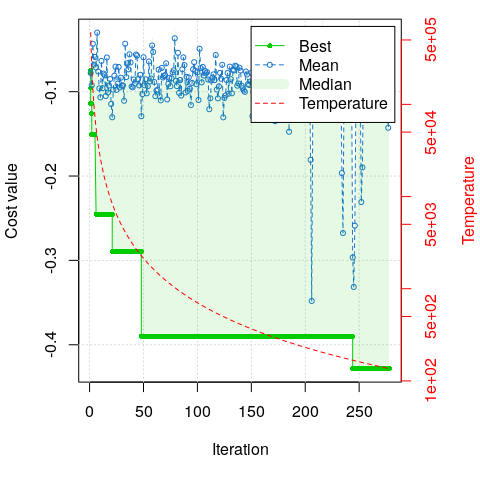 Best
Mean
Median
Temperature
Cost value
-0.1
-0.2
-0.3
-0.4
5e+05
5e+04
5e+03
5e+02
1e+02
Temperature
0
50
100
150
200
250
Iteration